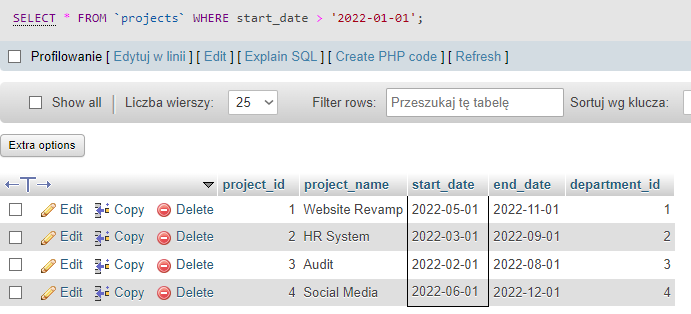 SELECT * FROM `projects` WHERE start_date > '2022-01-01';
Profilowanie [ Edytuj w linii ] [ Edit ] [ Explain SQL ] [ Create PHP code ] [ Refresh ]
Show all Liczba wierszy: 25 Filter rows: Przeszukaj tę tabelę Sortuj wg klucza:
Extra options
project_id project_name start_date end_date department_id
Edit Copy Delete 1 Website Revamp 2022-05-01 2022-11-01 1
Edit Copy Delete 2 HR System 2022-03-01 2022-09-01 2
Edit Copy Delete 3 Audit 2022-02-01 2022-08-01 3
Edit Copy Delete 4 Social Media 2022-06-01 2022-12-01 4